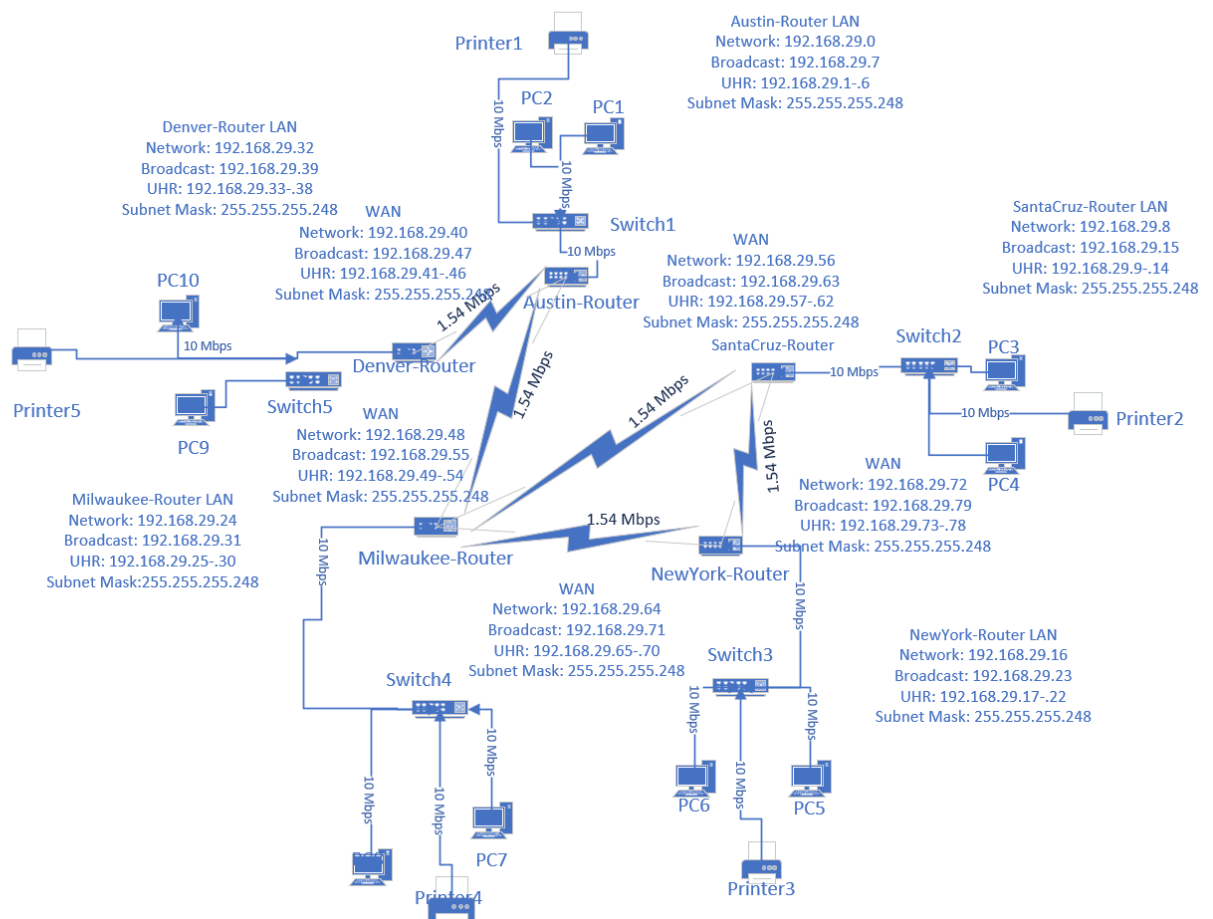 Printer1
Austin-Router LAN
Network: 192.168.29.0
Broadcast: 192.168.29.7
UHR: 192.168.29.1-.6
Subnet Mask: 255.255.255.248
10 Mbps
PC2
PC1
10 Mbps
Switch1
10 Mbps
Austin-Router
Denver-Router LAN
Network: 192.168.29.32
Broadcast: 192.168.29.39
UHR: 192.168.29.33-.38
Subnet Mask: 255.255.255.248
WAN
Network: 192.168.29.40
Broadcast: 192.168.29.47
UHR: 192.168.29.41-.46
Subnet Mask:
1.54 Mbps
WAN
Network: 192.168.29.56
Broadcast: 192.168.29.63
UHR: 192.168.29.57-.62
Subnet Mask: 255.255.255.248
SantaCruz-Router LAN
Network: 192.168.29.8
Broadcast: 192.168.29.15
UHR: 192.168.29.9-.14
Subnet Mask: 255.255.255.248
PC10
10 Mbps
Printer5
Denver-Router
Switch5
PC9
1.54 Mbps
SantaCruz-Router
10 Mbps
Switch2
PC3
10 Mbps
Printer2
PC4
1.54 Mbps
1.54 Mbps
WAN
Network: 192.168.29.48
Broadcast: 192.168.29.55
UHR: 192.168.29.49-.54
Subnet Mask: 255.255.255.248
WAN
Network: 192.168.29.72
Broadcast: 192.168.29.79
UHR: 192.168.29.73-.78
Subnet Mask: 255.255.255.248
Milwaukee-Router LAN
Network: 192.168.29.24
Broadcast: 192.168.29.31
UHR: 192.168.29.25-.30
Subnet Mask:255.255.255.248
10 Mbps
Milwaukee-Router
1.54 Mbps
NewYork-Router
10 Mbps
WAN
Network: 192.168.29.64
Broadcast: 192.168.29.71
UHR: 192.168.29.65-.70
Subnet Mask: 255.255.255.248
NewYork-Router LAN
Network: 192.168.29.16
Broadcast: 192.168.29.23
UHR: 192.168.29.17-.22
Subnet Mask: 255.255.255.248
Switch4
10 Mbps
10 Mbps
10 Mbps
PC7
Printer4
Switch3
10 Mbps
10 Mbps
10 Mbps
PC6
PC5
Printer3